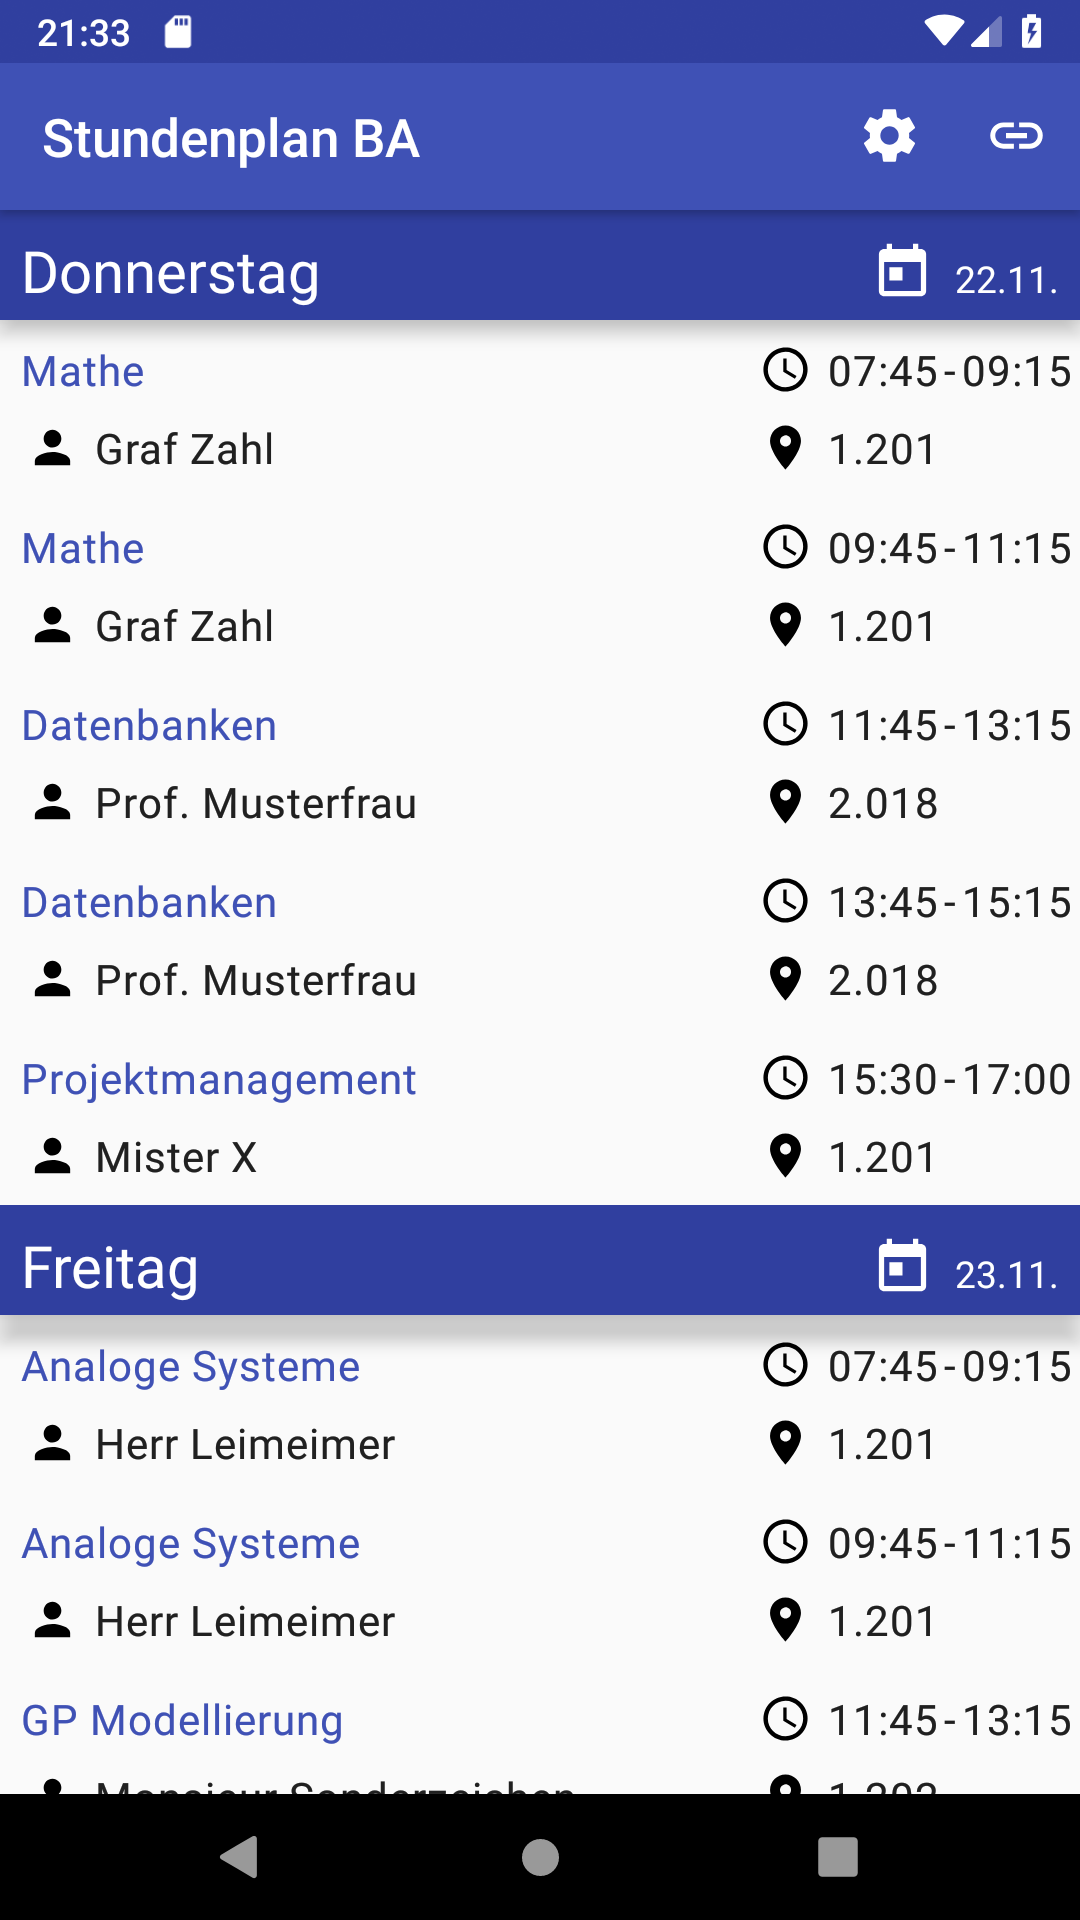 21:33
Stundenplan BA
Donnerstag 22.11.
Mathe 07:45-09:15
Graf Zahl 1.201
Mathe 09:45-11:15
Graf Zahl 1.201
Datenbanken 11:45-13:15
Prof. Musterfrau 2.018
Datenbanken 13:45-15:15
Prof. Musterfrau 2.018
Projektmanagement 15:30-17:00
Mister X 1.201
Freitag 23.11.
Analoge Systeme 07:45-09:15
Herr Leimeimer 1.201
Analoge Systeme 09:45-11:15
Herr Leimeimer 1.201
GP Modellierung 11:45-13:15
Monsieur Sonderzeichen